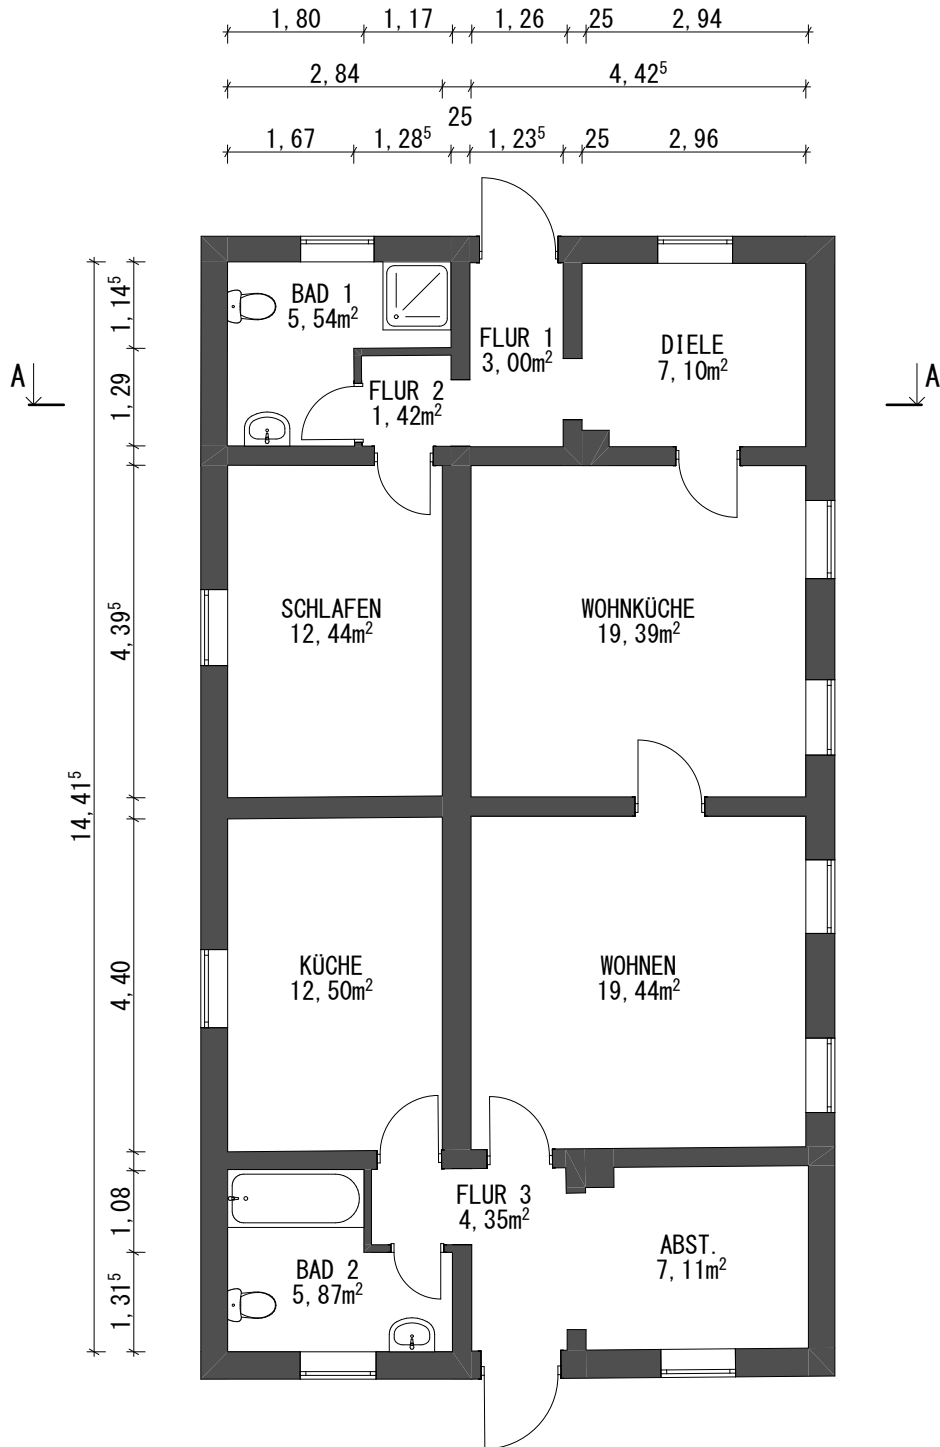 1,80 1,17 1,26 25 2,94
2,84 4,42⁵
25
1,67 1,28⁵ 1,23⁵ 25 2,96
1,14⁵
BAD 1
5,54m²
FLUR 1
3,00m²
DIELE
7,10m²
A
A
1,29
FLUR 2
1,42m²
4,39⁵
SCHLAFEN
12,44m²
WOHNKÜCHE
19,39m²
14,41⁵
4,40
KÜCHE
12,50m²
WOHNEN
19,44m²
1,08
FLUR 3
4,35m²
ABST.
7,11m²
1,31⁵
BAD 2
5,87m²